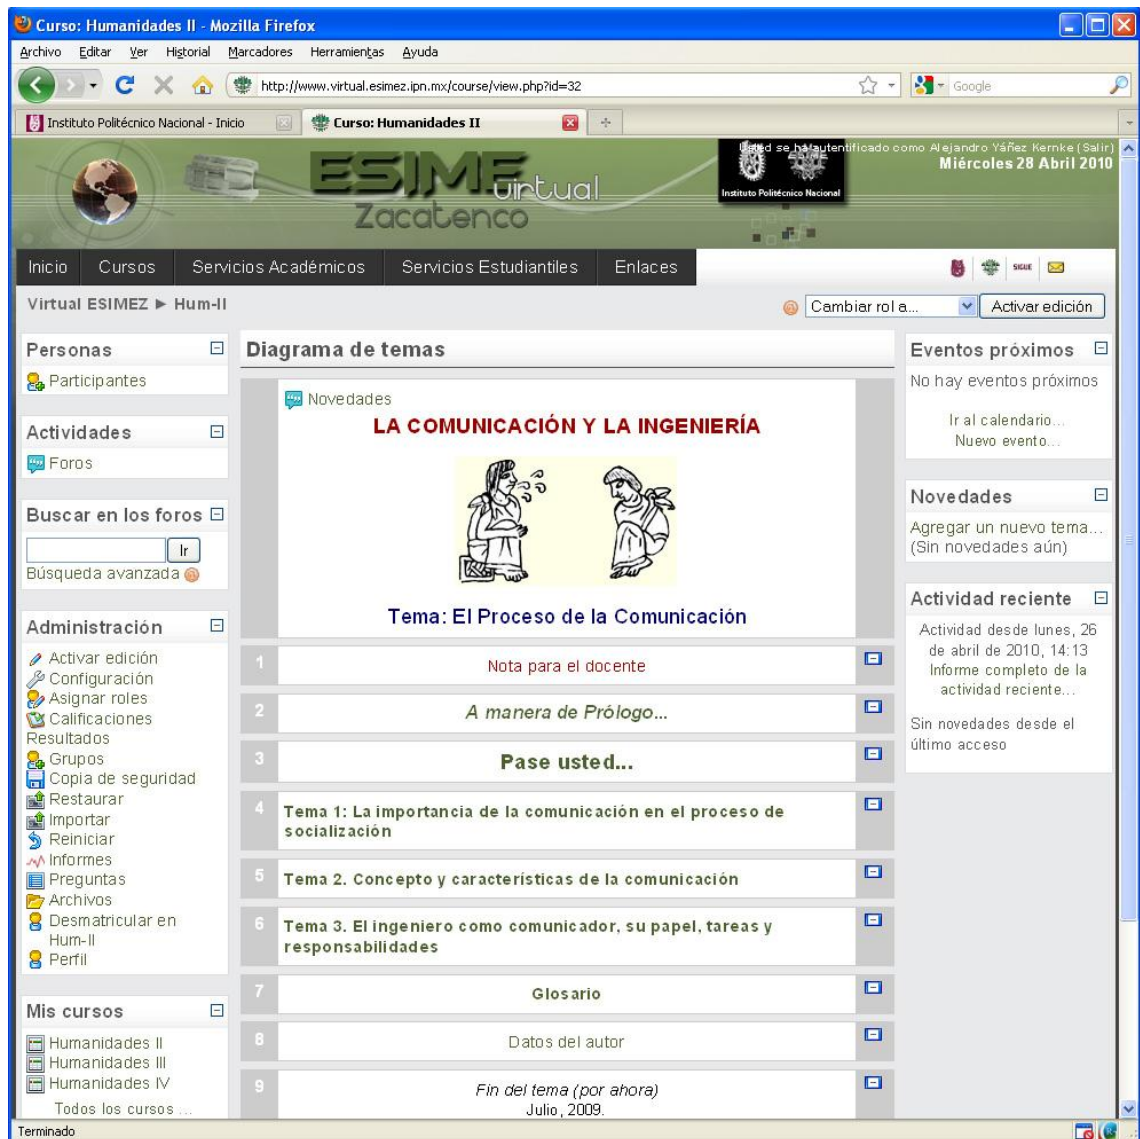 Curso: Humanidades II - Mozilla Firefox
Archivo Editar Ver Historial Marcadores Herramientas Ayuda
http://www.virtual.esimez.ipn.mx/course/view.php?id=32
Google
Instituto Politécnico Nacional - Inicio
Curso: Humanidades II
ESIME virtual
Zacatenco
Instituto Politécnico Nacional
Usted se ha autentificado como Alejandro Yáñez Kernke (Salir)
Miércoles 28 Abril 2010
Inicio Cursos Servicios Académicos Servicios Estudiantiles Enlaces
SIGUE
Virtual ESIMEZ ► Hum-II
Cambiar rol a...
Activar edición
Personas
Participantes
Actividades
Foros
Buscar en los foros
Ir
Búsqueda avanzada
Administración
Activar edición
Configuración
Asignar roles
Calificaciones
Resultados
Grupos
Copia de seguridad
Restaurar
Importar
Reiniciar
Informes
Preguntas
Archivos
Desmatricular en
Hum-II
Perfil
Mis cursos
Humanidades II
Humanidades III
Humanidades IV
Todos los cursos ...
Diagrama de temas
Novedades
LA COMUNICACIÓN Y LA INGENIERÍA
Tema: El Proceso de la Comunicación
1 Nota para el docente
2 A manera de Prólogo...
3 Pase usted...
4 Tema 1: La importancia de la comunicación en el proceso de
socialización
5 Tema 2. Concepto y características de la comunicación
6 Tema 3. El ingeniero como comunicador, su papel, tareas y
responsabilidades
7 Glosario
8 Datos del autor
9 Fin del tema (por ahora)
Julio, 2009.
Eventos próximos
No hay eventos próximos
Ir al calendario...
Nuevo evento...
Novedades
Agregar un nuevo tema...
(Sin novedades aún)
Actividad reciente
Actividad desde lunes, 26
de abril de 2010, 14:13
Informe completo de la
actividad reciente...
Sin novedades desde el
último acceso
Terminado